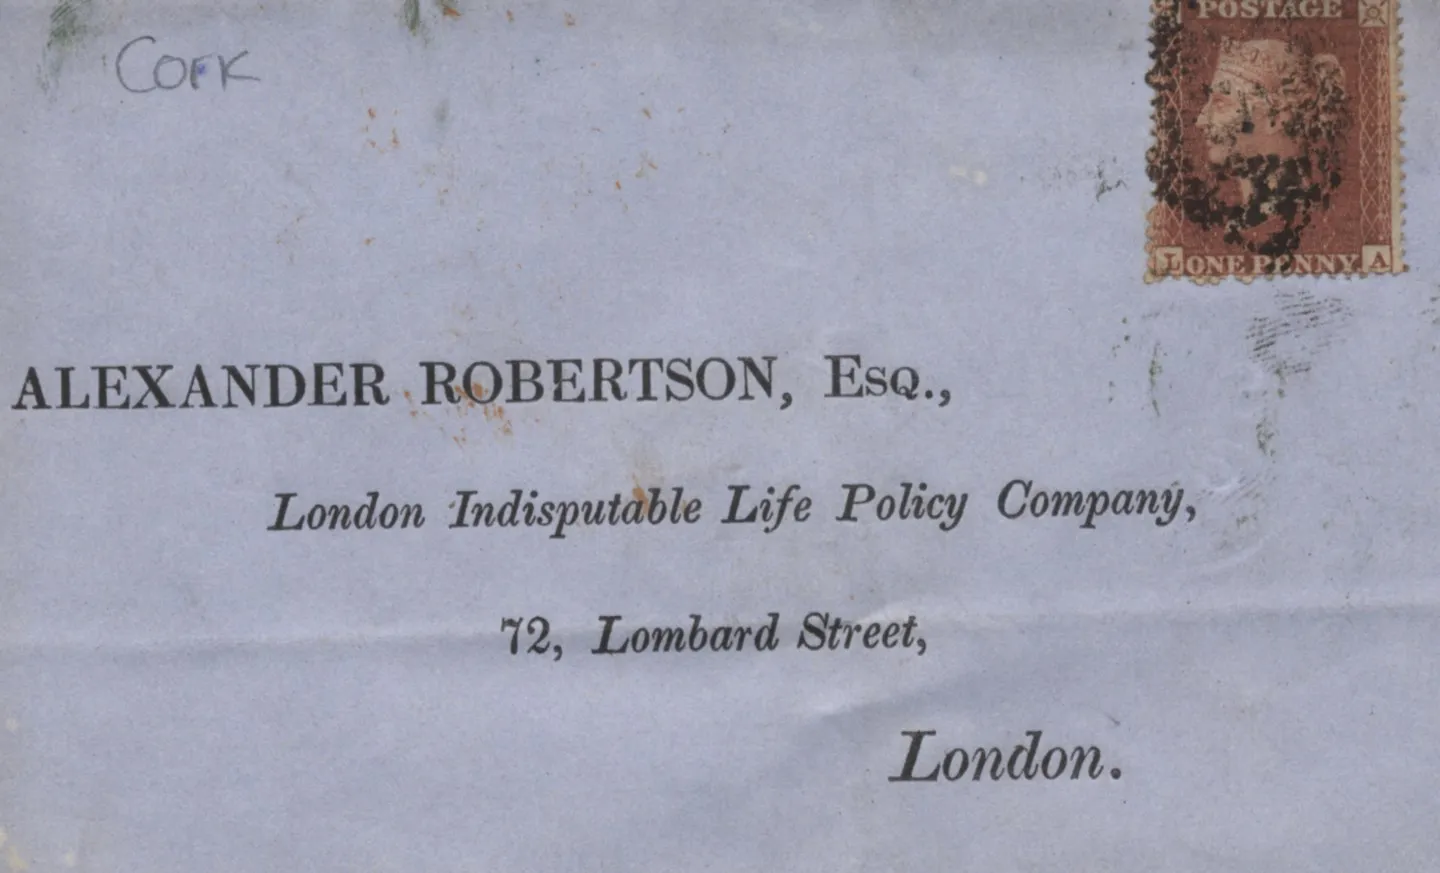 Cork
POSTAGE
L ONE PENNY A
ALEXANDER ROBERTSON, ESQ.,
London Indisputable Life Policy Company,
72, Lombard Street,
London.